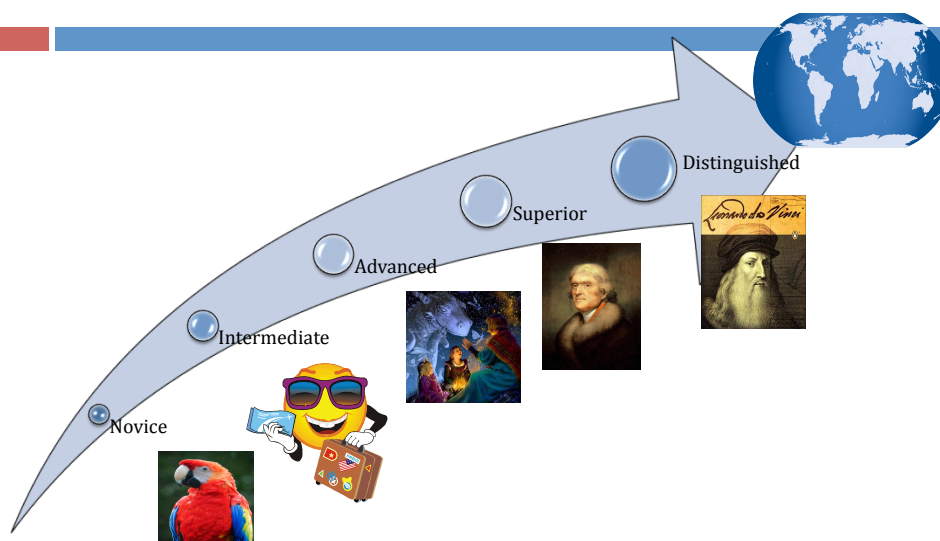 Distinguished
Leonardo da Vinci
Superior
Advanced
Intermediate
Novice